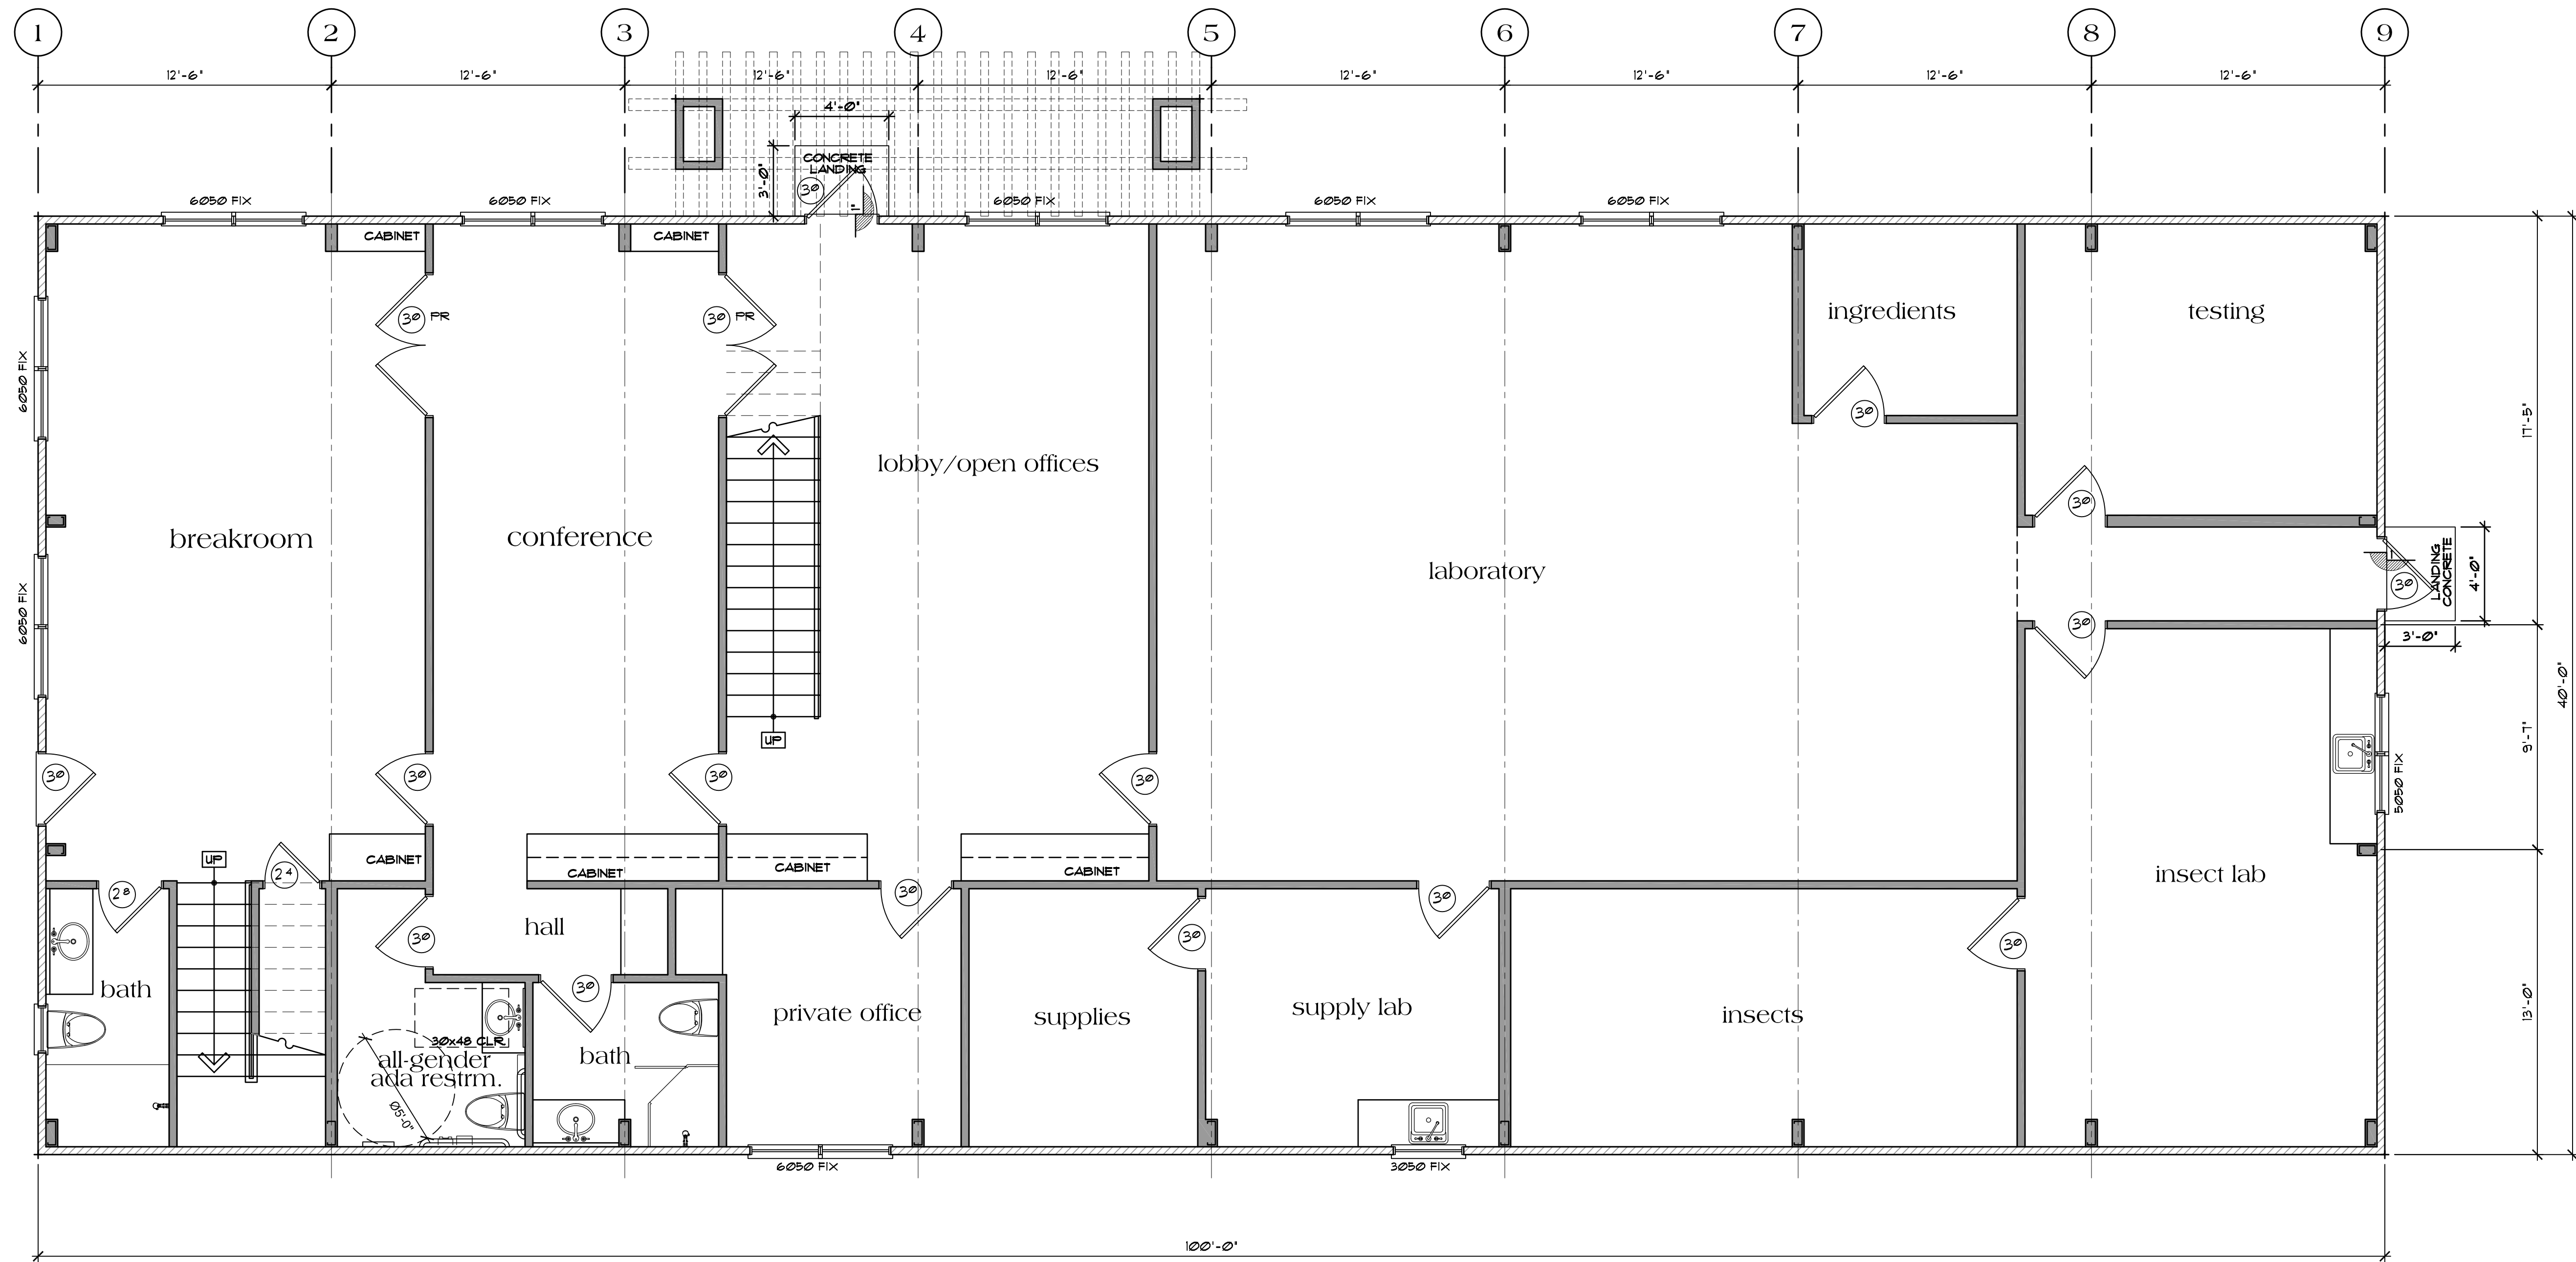 1 2 3 4 5 6 7 8 9
12'-6" 12'-6" 12'-6" 12'-6" 12'-6" 12'-6" 12'-6" 12'-6"
4'-0"
3'-0"
CONCRETE
LANDING
30
1"
6050 FIX 6050 FIX 6050 FIX 6050 FIX 6050 FIX
CABINET CABINET
30 PR 30 PR
ingredients testing
6050 FIX
30
17'-5"
lobby/open offices
30
breakroom conference
laboratory
LANDING
CONCRETE
4'-0"
1"
30
6050 FIX
30
3'-0"
40'-0"
UP
9'-7"
30 30 30 30
5050 FIX
UP
CABINET CABINET CABINET CABINET
2⁴
insect lab
2⁸
30 30
hall
30 30 30
bath
30
private office supplies supply lab insects
13'-0"
30x48 CLR
all-gender
ada restrm.
bath
Ø5'-0"
6050 FIX 3050 FIX
100'-0"